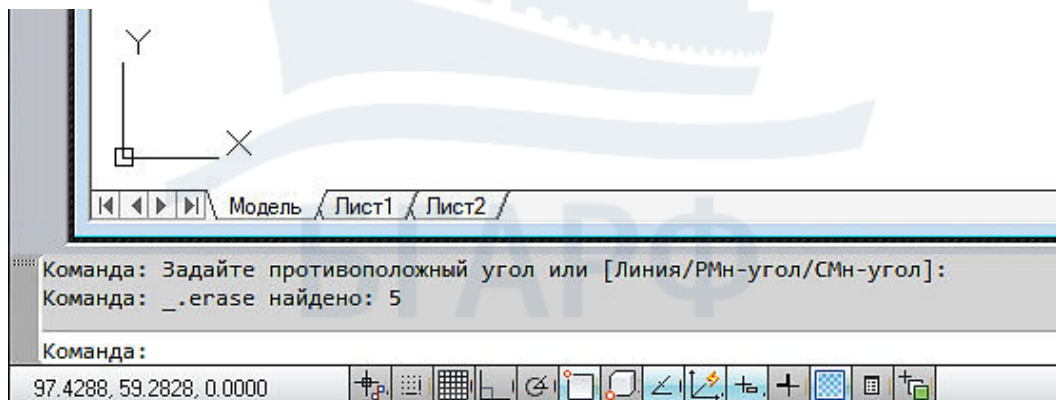 Y
X
Модель Лист1 Лист2
БГАРФ
Команда: Задайте противоположный угол или [Линия/РМн-угол/СМн-угол]:
Команда: _.erase найдено: 5
Команда:
97.4288, 59.2828, 0.0000